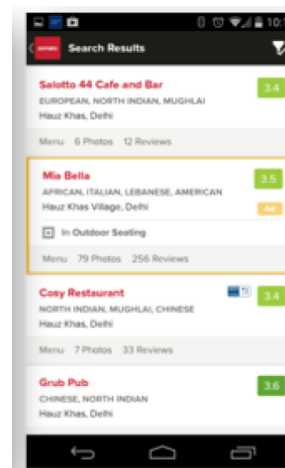 10:
Search Results
Salotto 44 Cafe and Bar
3.4
EUROPEAN, NORTH INDIAN, MUGHLAI
Hauz Khas, Delhi
Menu 6 Photos 12 Reviews
Mia Bella
3.5
AFRICAN, ITALIAN, LEBANESE, AMERICAN
Hauz Khas Village, Delhi
Ad
In Outdoor Seating
Menu 79 Photos 256 Reviews
Cosy Restaurant
3.4
NORTH INDIAN, MUGHLAI, CHINESE
Hauz Khas, Delhi
Menu 7 Photos 33 Reviews
Grub Pub
3.6
CHINESE, NORTH INDIAN
Hauz Khas, Delhi